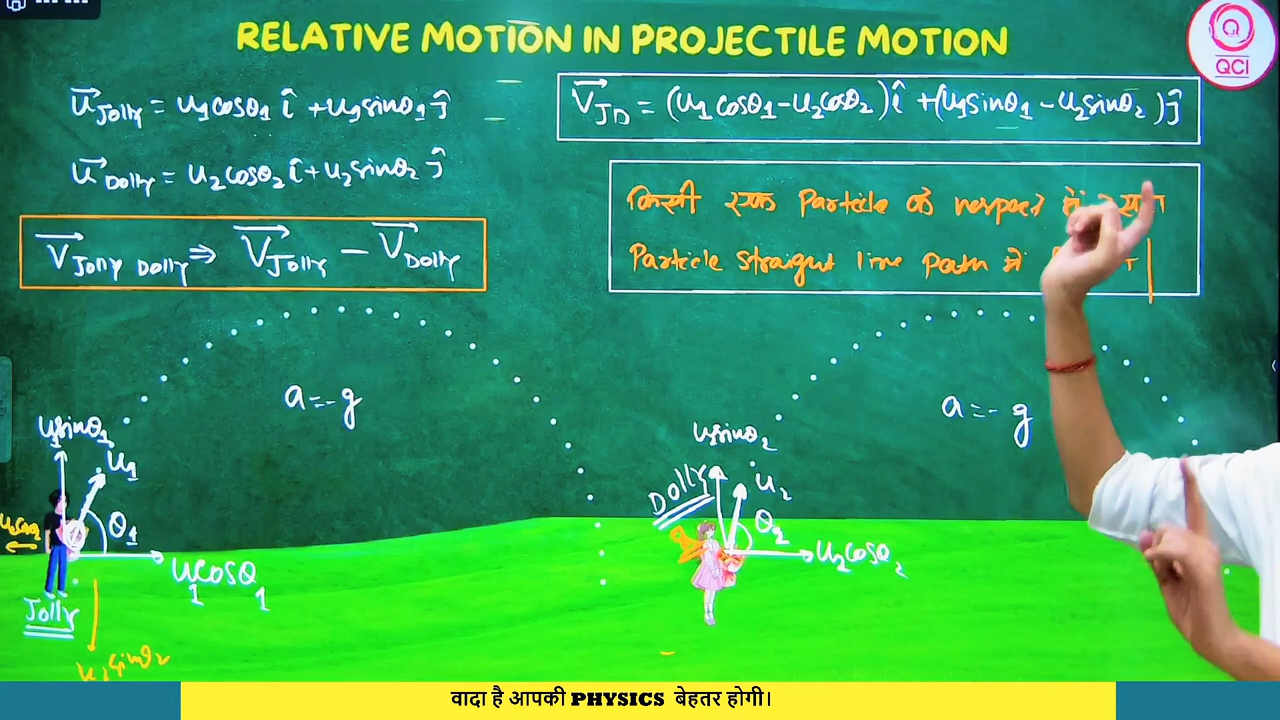 RELATIVE MOTION IN PROJECTILE MOTION
Q
QCI
u⃗Jolly = u₁cosθ₁ î + u₁sinθ₁ ĵ
V⃗JD = (u₁cosθ₁ - u₂cosθ₂) î + (u₁sinθ₁ - u₂sinθ₂) ĵ
u⃗Dolly = u₂cosθ₂ î + u₂sinθ₂ ĵ
किसी एक Particle के respect में
Particle straight line Path में
V⃗Jolly Dolly ⇒ V⃗Jolly - V⃗Dolly
a = -g
a = -g
u₁sinθ₁
u₁
θ₁
u₂cosθ₂
u₁cosθ₁
Jolly
u₂sinθ₂
u₂sinθ₂
Dolly
u₂
θ₂
u₂cosθ₂
वादा है आपकी PHYSICS बेहतर होगी।